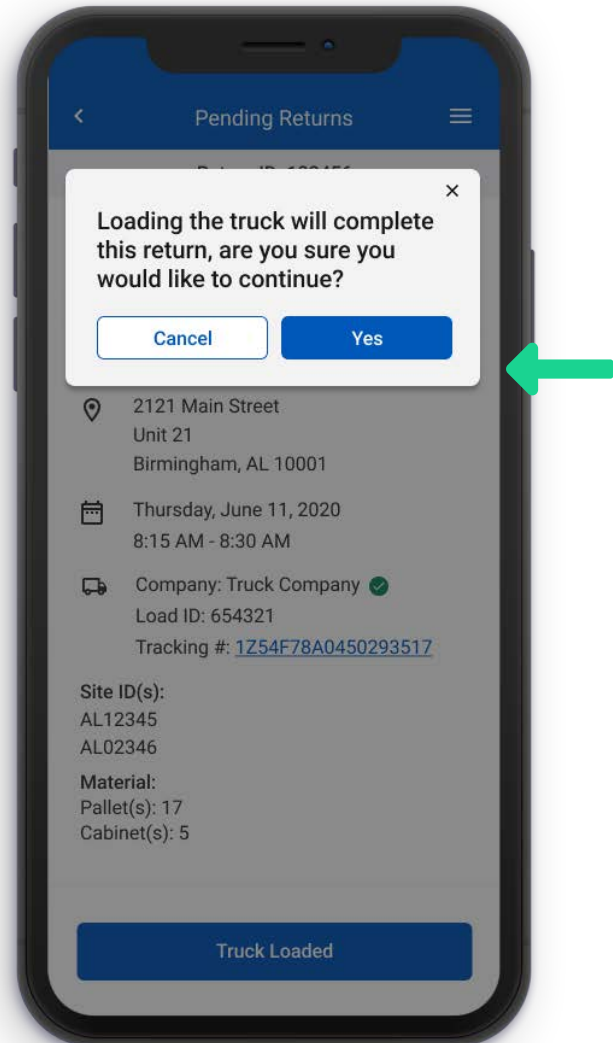 Pending Returns
Loading the truck will complete
this return, are you sure you
would like to continue?
Cancel
Yes
2121 Main Street
Unit 21
Birmingham, AL 10001
Thursday, June 11, 2020
8:15 AM - 8:30 AM
Company: Truck Company
Load ID: 654321
Tracking #: 1Z54F78A0450293517
Site ID(s):
AL12345
AL02346
Material:
Pallet(s): 17
Cabinet(s): 5
Truck Loaded